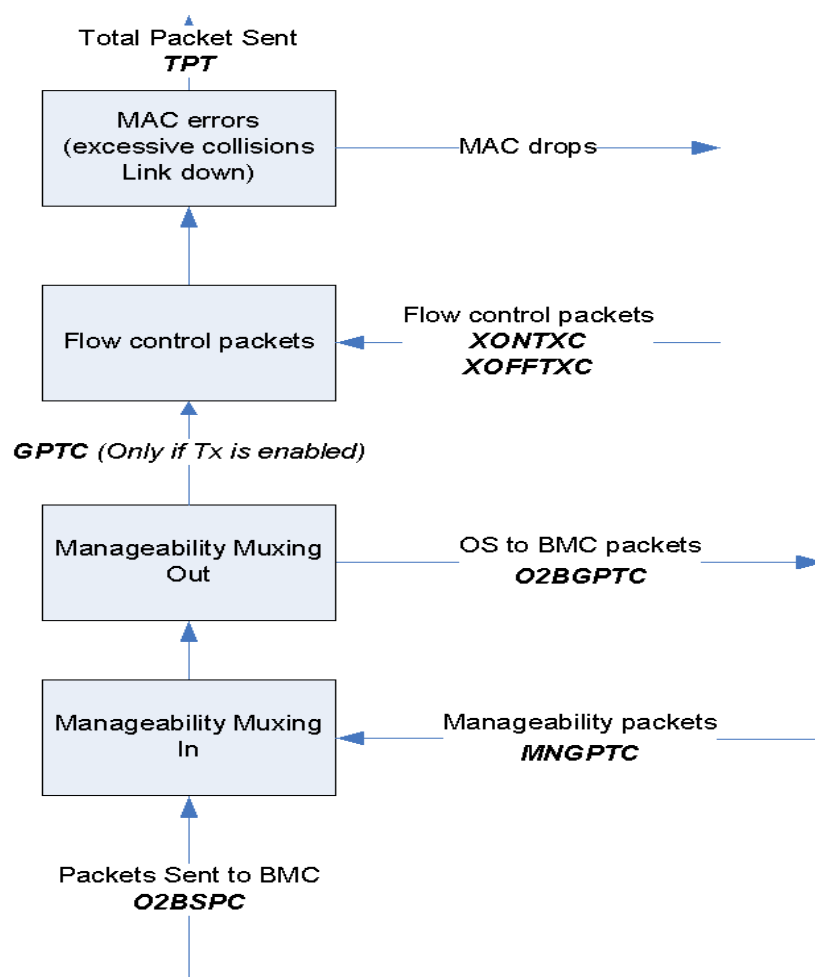 Total Packet Sent
TPT
MAC errors
(excessive collisions
Link down)
MAC drops
Flow control packets
Flow control packets
XONTXC
XOFFTXC
GPTC (Only if Tx is enabled)
Manageability Muxing
Out
OS to BMC packets
O2BGPTC
Manageability Muxing
In
Manageability packets
MNGPTC
Packets Sent to BMC
O2BSPC